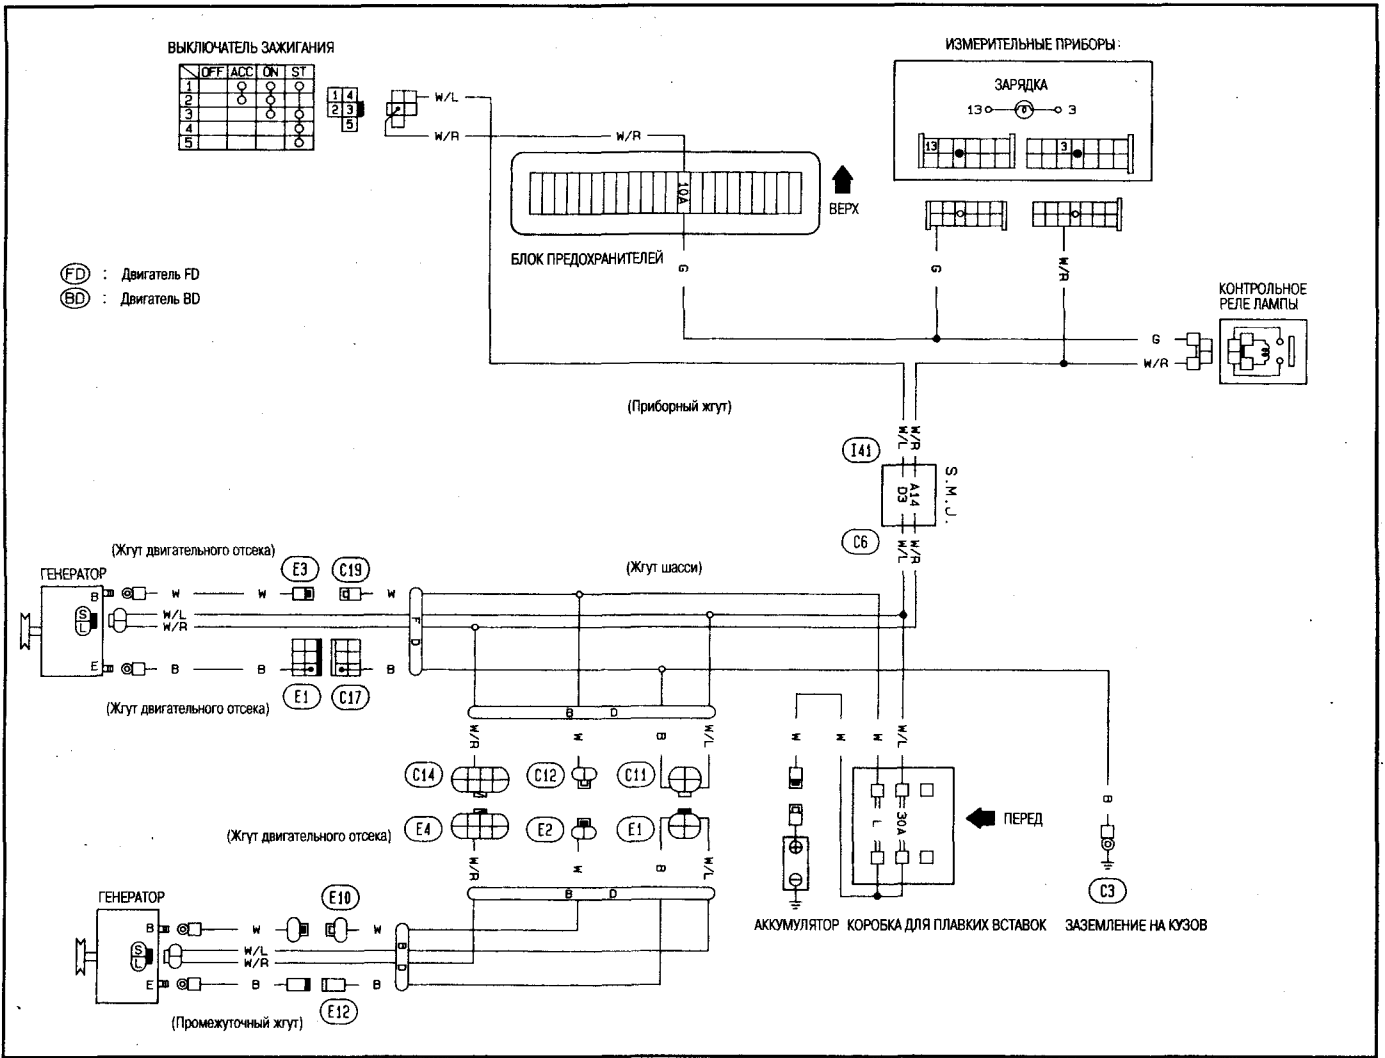 ВЫКЛЮЧАТЕЛЬ ЗАЖИГАНИЯ
OFF ACC ON ST
1
2
3
4
5
1 4
2 3
5
W/L
W/R
W/R
10A
БЛОК ПРЕДОХРАНИТЕЛЕЙ
ВЕРХ
ИЗМЕРИТЕЛЬНЫЕ ПРИБОРЫ
ЗАРЯДКА
13 3
13 3
G
G
W/R
КОНТРОЛЬНОЕ
РЕЛЕ ЛАМПЫ
G
W/R
FD : Двигатель FD
BD : Двигатель BD
(Приборный жгут)
W/L W/R
I41
A14
D3
S.M.J.
C6
W/L W/R
(Жгут двигательного отсека)
(Жгут шасси)
ГЕНЕРАТОР
B
S
L
E
W W
E3 C19
W
W/L
W/R
B B
B
F D
E1 C17
(Жгут двигательного отсека)
B D
W/R W B W/L
C14 C12 C11
E4 E2 E1
(Жгут двигательного отсека)
W/R W B W/L
B D
W W W W/L
L 30A
ПЕРЕД
B
C3
АККУМУЛЯТОР КОРОБКА ДЛЯ ПЛАВКИХ ВСТАВОК ЗАЗЕМЛЕНИЕ НА КУЗОВ
ГЕНЕРАТОР
B
S
L
E
W
E10
W
W/L
W/R
B
B
B D
E12
(Промежуточный жгут)